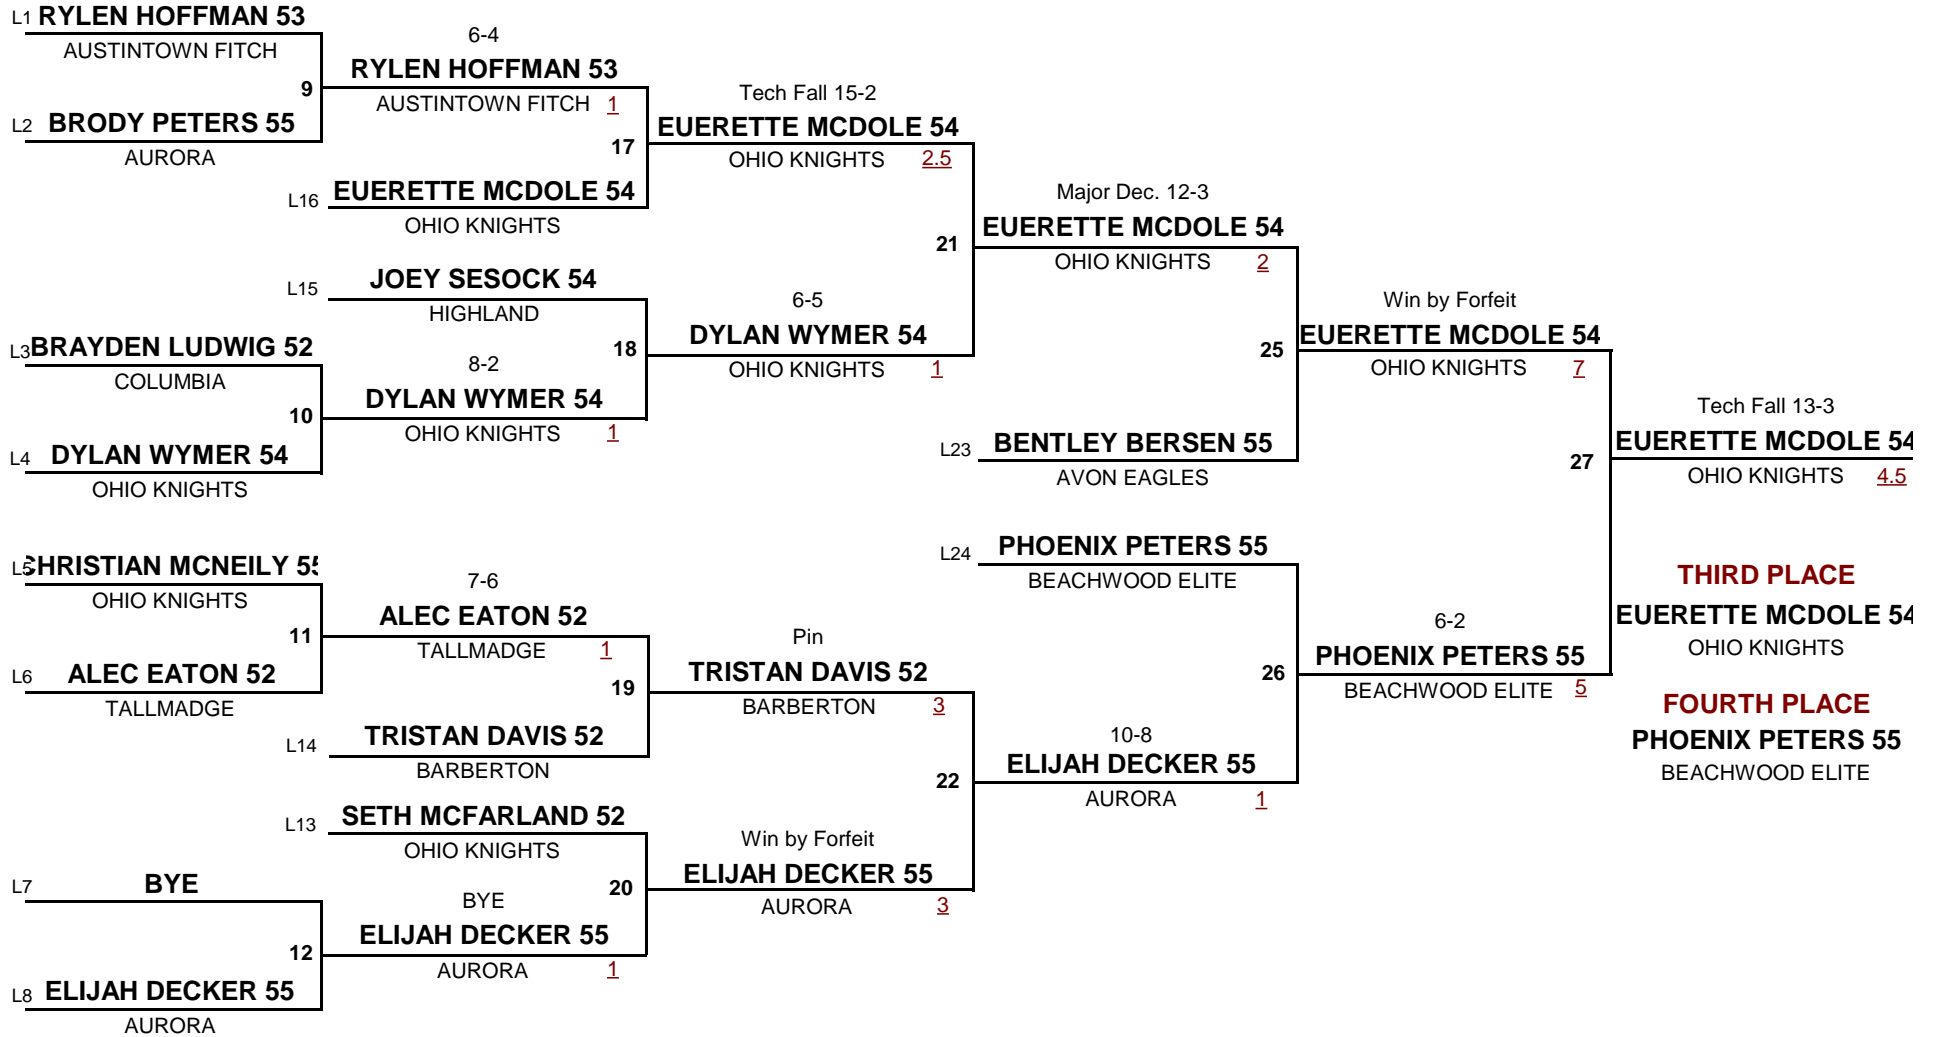 L1 RYLEN HOFFMAN 53
AUSTINTOWN FITCH
9
L2 BRODY PETERS 55
AURORA
6-4
RYLEN HOFFMAN 53
AUSTINTOWN FITCH 1
17
L16 EUERETTE MCDOLE 54
OHIO KNIGHTS
Tech Fall 15-2
EUERETTE MCDOLE 54
OHIO KNIGHTS 2.5
21
L15 JOEY SESOCK 54
HIGHLAND
18
L3 BRAYDEN LUDWIG 52
COLUMBIA
10
L4 DYLAN WYMER 54
OHIO KNIGHTS
8-2
DYLAN WYMER 54
OHIO KNIGHTS 1
6-5
DYLAN WYMER 54
OHIO KNIGHTS 1
Major Dec. 12-3
EUERETTE MCDOLE 54
OHIO KNIGHTS 2
25
L23 BENTLEY BERSEN 55
AVON EAGLES
Win by Forfeit
EUERETTE MCDOLE 54
OHIO KNIGHTS 7
27
Tech Fall 13-3
EUERETTE MCDOLE 54
OHIO KNIGHTS 4.5
L5 CHRISTIAN MCNEILY 55
OHIO KNIGHTS
11
L6 ALEC EATON 52
TALLMADGE
7-6
ALEC EATON 52
TALLMADGE 1
19
L14 TRISTAN DAVIS 52
BARBERTON
Pin
TRISTAN DAVIS 52
BARBERTON 3
22
L13 SETH MCFARLAND 52
OHIO KNIGHTS
20
L7 BYE
12
L8 ELIJAH DECKER 55
AURORA
BYE
ELIJAH DECKER 55
AURORA 1
Win by Forfeit
ELIJAH DECKER 55
AURORA 3
L24 PHOENIX PETERS 55
BEACHWOOD ELITE
26
10-8
ELIJAH DECKER 55
AURORA 1
6-2
PHOENIX PETERS 55
BEACHWOOD ELITE 5
THIRD PLACE
EUERETTE MCDOLE 54
OHIO KNIGHTS
FOURTH PLACE
PHOENIX PETERS 55
BEACHWOOD ELITE